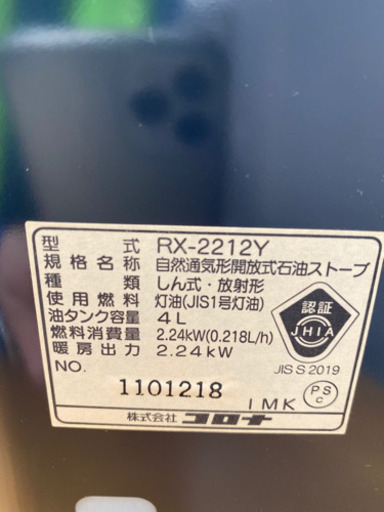 型式 RX-2212Y
規格名称 自然通気形開放式石油ストーブ
種類 しん式・放射形
使用燃料 灯油(JIS1号灯油)
油タンク容量 4L
燃料消費量 2.24kW(0.218L/h)
暖房出力 2.24kW
認証
JHIA
JIS S 2019
NO. 1101218
IMK
PS
C
株式会社コロナ